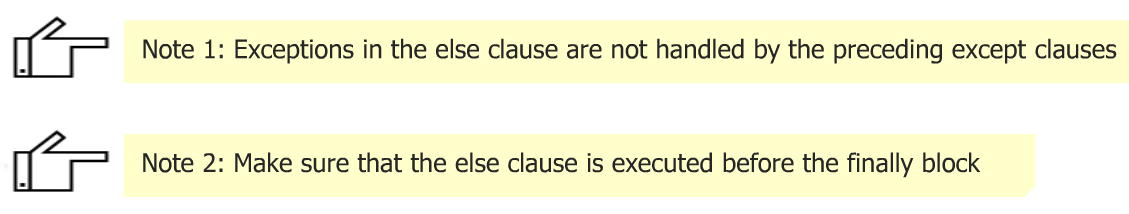 Note 1: Exceptions in the else clause are not handled by the preceding except clauses
Note 2: Make sure that the else clause is executed before the finally block